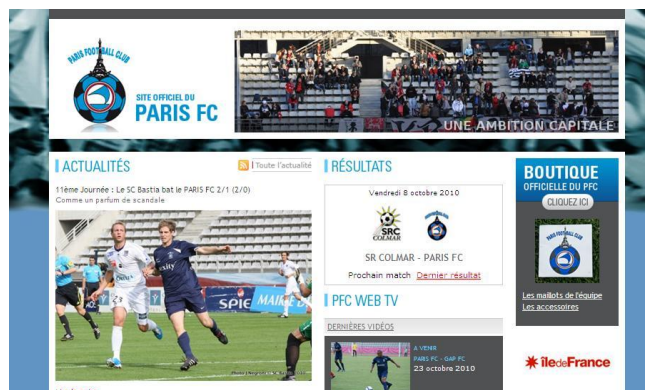 PARIS FOOTBALL CLUB
SITE OFFICIEL DU
PARIS FC
UNE AMBITION CAPITALE
ACTUALITÉS
Toute l'actualité
11ème Journée : Le SC Bastia bat le PARIS FC 2/1 (2/0)
Comme un parfum de scandale
SPIE
MAIRIE D
RÉSULTATS
Vendredi 8 octobre 2010
SRC
COLMAR
SR COLMAR - PARIS FC
Prochain match Dernier résultat
PFC WEB TV
DERNIÈRES VIDÉOS
A VENIR
PARIS FC - GAP FC
23 octobre 2010
BOUTIQUE
OFFICIELLE DU PFC
CLIQUEZ ICI
PARIS FOOTBALL CLUB
Les maillots de l'équipe
Les accessoires
îledeFrance